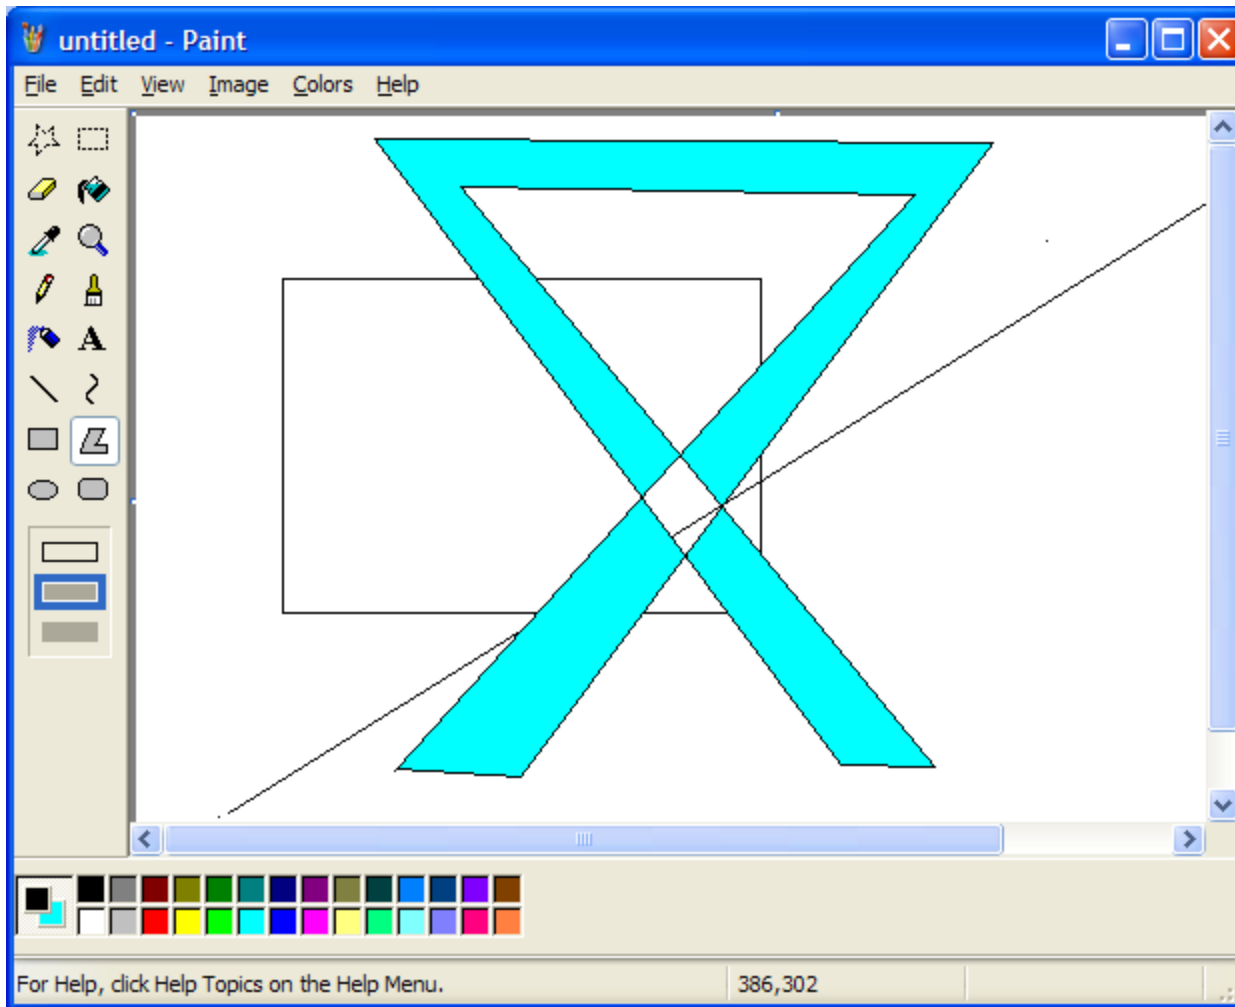 untitled - Paint
File Edit View Image Colors Help
A
For Help, click Help Topics on the Help Menu. 386,302